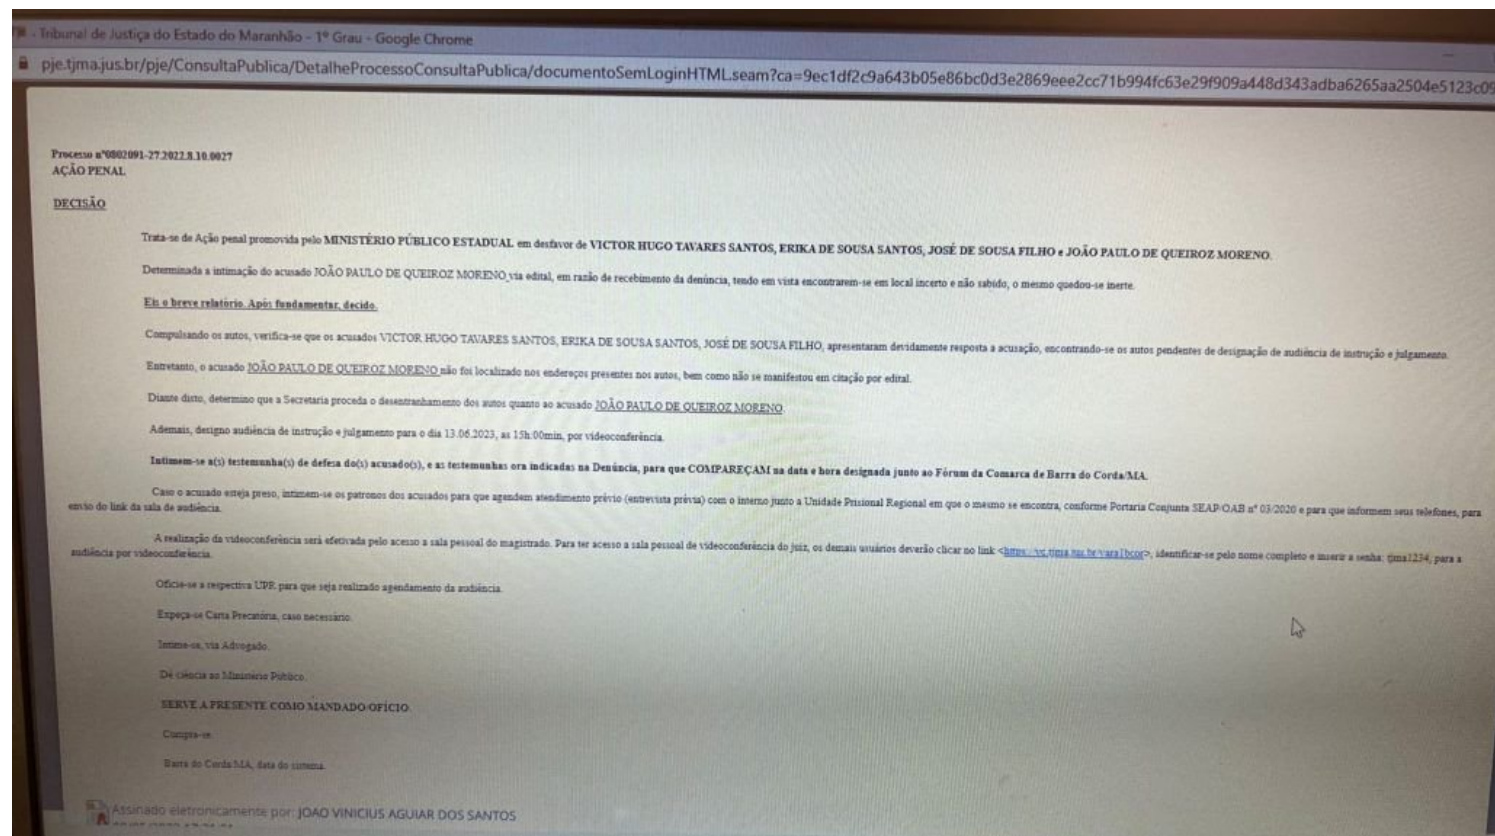 - Tribunal de Justiça do Estado do Maranhão - 1º Grau - Google Chrome
pje.tjma.jus.br/pje/ConsultaPublica/DetalheProcessoConsultaPublica/documentoSemLoginHTML.seam?ca=9ec1df2c9a643b05e86bc0d3e2869eee2cc71b994fc63e29f909a448d343adba6265aa2504e5123c09
Processo nº0802091-27.2022.8.10.0027
AÇÃO PENAL
DECISÃO
Trata-se de Ação penal promovida pelo MINISTÉRIO PÚBLICO ESTADUAL em desfavor de VICTOR HUGO TAVARES SANTOS, ERIKA DE SOUSA SANTOS, JOSÉ DE SOUSA FILHO e JOÃO PAULO DE QUEIROZ MORENO.
Determinada a intimação do acusado JOÃO PAULO DE QUEIROZ MORENO via edital, em razão de recebimento da denúncia, tendo em vista encontrarem-se em local incerto e não sabido, o mesmo quedou-se inerte.
Eis o breve relatório. Após fundamentar, decido.
Compulsando os autos, verifica-se que os acusados VICTOR HUGO TAVARES SANTOS, ERIKA DE SOUSA SANTOS, JOSÉ DE SOUSA FILHO, apresentaram devidamente resposta a acusação, encontrando-se os autos pendentes de designação de audiência de instrução e julgamento.
Entretanto, o acusado JOÃO PAULO DE QUEIROZ MORENO não foi localizado nos endereços presentes nos autos, bem como não se manifestou em citação por edital.
Diante disto, determino que a Secretaria proceda o desentranhamento dos autos quanto ao acusado JOÃO PAULO DE QUEIROZ MORENO.
Ademais, designo audiência de instrução e julgamento para o dia 13.06.2023, as 15h:00min, por videoconferência.
Intimem-se a(s) testemunha(s) de defesa do(s) acusado(s), e as testemunhas ora indicadas na Denúncia, para que COMPAREÇAM na data e hora designada junto ao Fórum da Comarca de Barra do Corda/MA.
Caso o acusado esteja preso, intimem-se os patronos dos acusados para que agendem atendimento prévio (entrevista prévia) com o interno junto a Unidade Prisional Regional em que o mesmo se encontra, conforme Portaria Conjunta SEAP/OAB nº 03/2020 e para que informem seus telefones, para
envio do link da sala de audiência.
A realização da videoconferência será efetivada pelo acesso a sala pessoal do magistrado. Para ter acesso a sala pessoal de videoconferência do juiz, os demais usuários deverão clicar no link <https://vc.tjma.jus.br/vara1bcor>, identificar-se pelo nome completo e inserir a senha: tjma1234, para a
audiência por videoconferência.
Oficie-se a respectiva UPR para que seja realizado agendamento da audiência.
Expeça-se Carta Precatória, caso necessário.
Intime-se, via Advogado.
Dê ciência ao Ministério Público.
SERVE A PRESENTE COMO MANDADO/OFÍCIO.
Cumpra-se.
Barra do Corda/MA, data do sistema.
Assinado eletronicamente por: JOAO VINICIUS AGUIAR DOS SANTOS